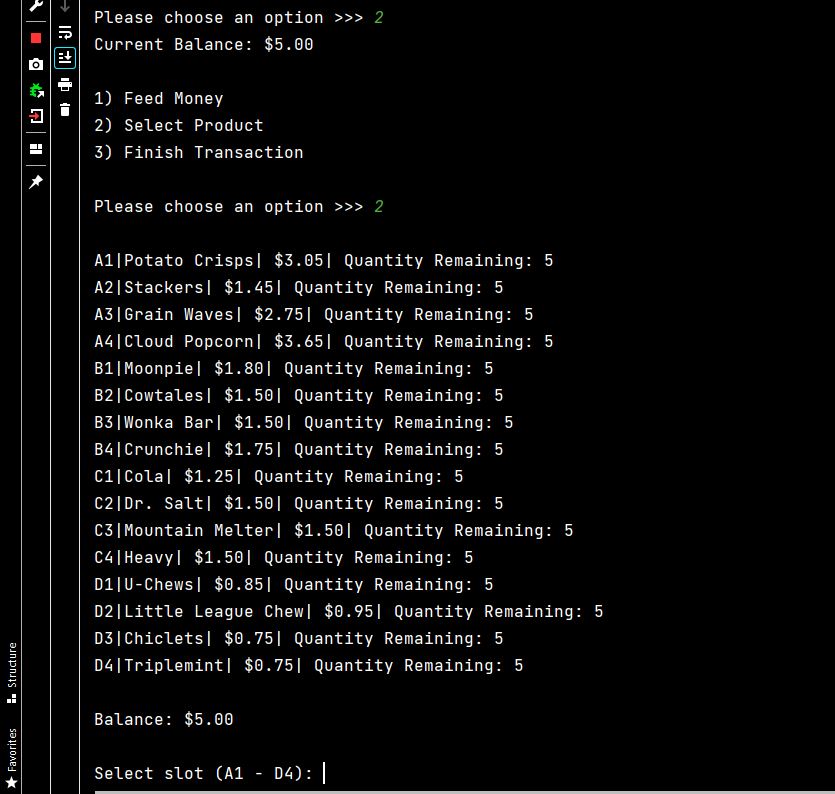 Please choose an option >>> 2
Current Balance: $5.00
1) Feed Money
2) Select Product
3) Finish Transaction
Please choose an option >>> 2
A1|Potato Crisps| $3.05| Quantity Remaining: 5
A2|Stackers| $1.45| Quantity Remaining: 5
A3|Grain Waves| $2.75| Quantity Remaining: 5
A4|Cloud Popcorn| $3.65| Quantity Remaining: 5
B1|Moonpie| $1.80| Quantity Remaining: 5
B2|Cowtales| $1.50| Quantity Remaining: 5
B3|Wonka Bar| $1.50| Quantity Remaining: 5
B4|Crunchie| $1.75| Quantity Remaining: 5
C1|Cola| $1.25| Quantity Remaining: 5
C2|Dr. Salt| $1.50| Quantity Remaining: 5
C3|Mountain Melter| $1.50| Quantity Remaining: 5
C4|Heavy| $1.50| Quantity Remaining: 5
D1|U-Chews| $0.85| Quantity Remaining: 5
D2|Little League Chew| $0.95| Quantity Remaining: 5
D3|Chiclets| $0.75| Quantity Remaining: 5
D4|Triplemint| $0.75| Quantity Remaining: 5
Balance: $5.00
Select slot (A1 - D4):
Structure
Favorites